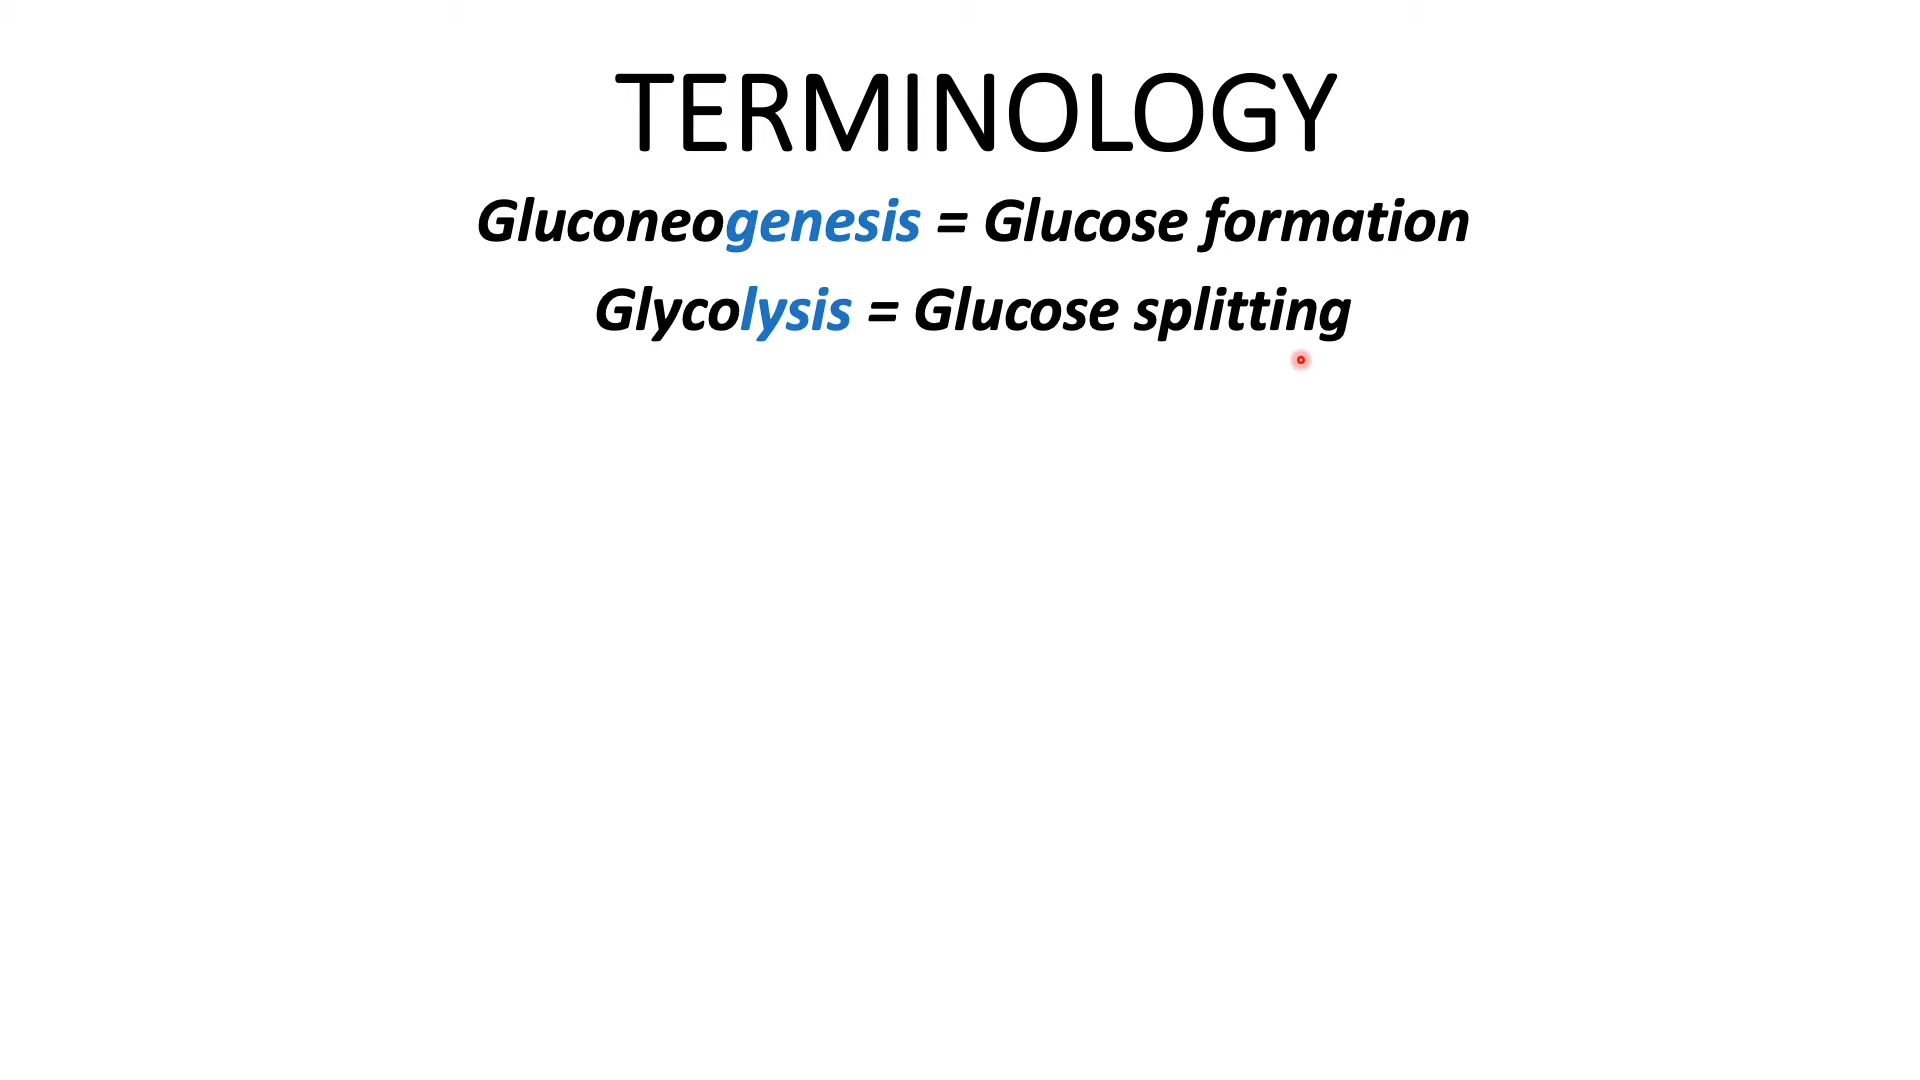 TERMINOLOGY
Gluconeogenesis = Glucose formation
Glycolysis = Glucose splitting